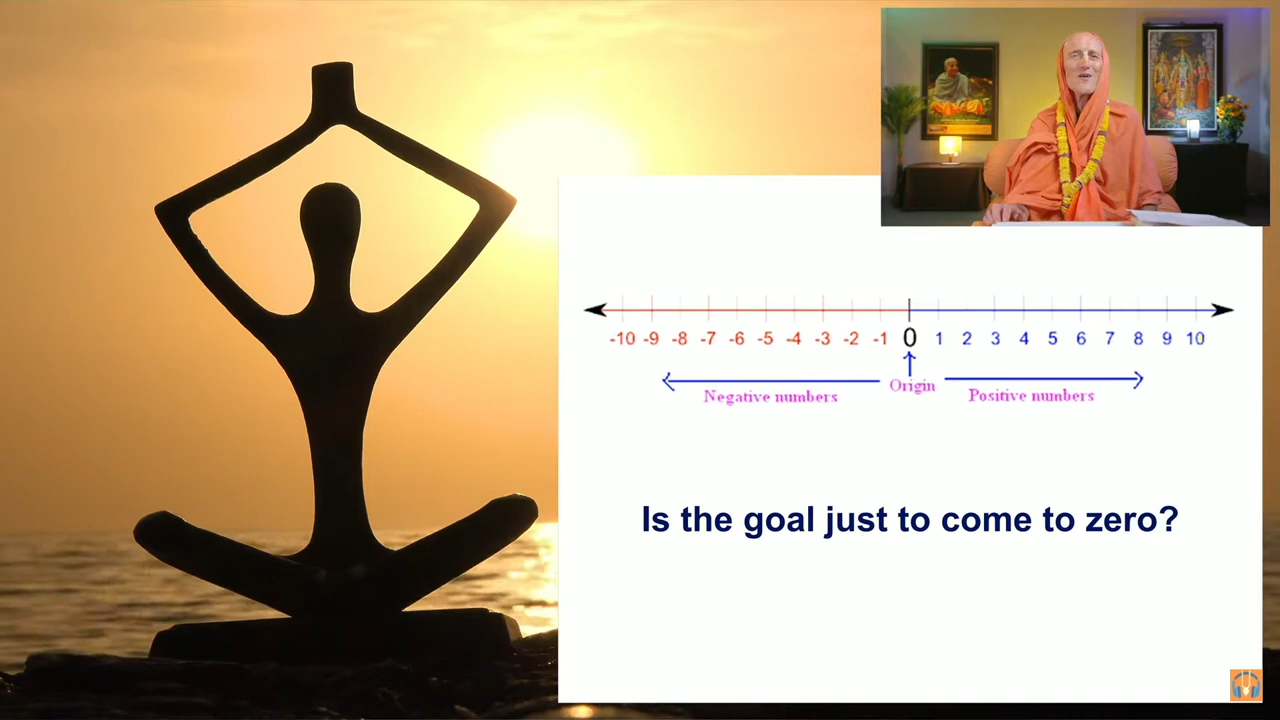 -10 -9 -8 -7 -6 -5 -4 -3 -2 -1 0 1 2 3 4 5 6 7 8 9 10
Negative numbers Origin Positive numbers
Is the goal just to come to zero?